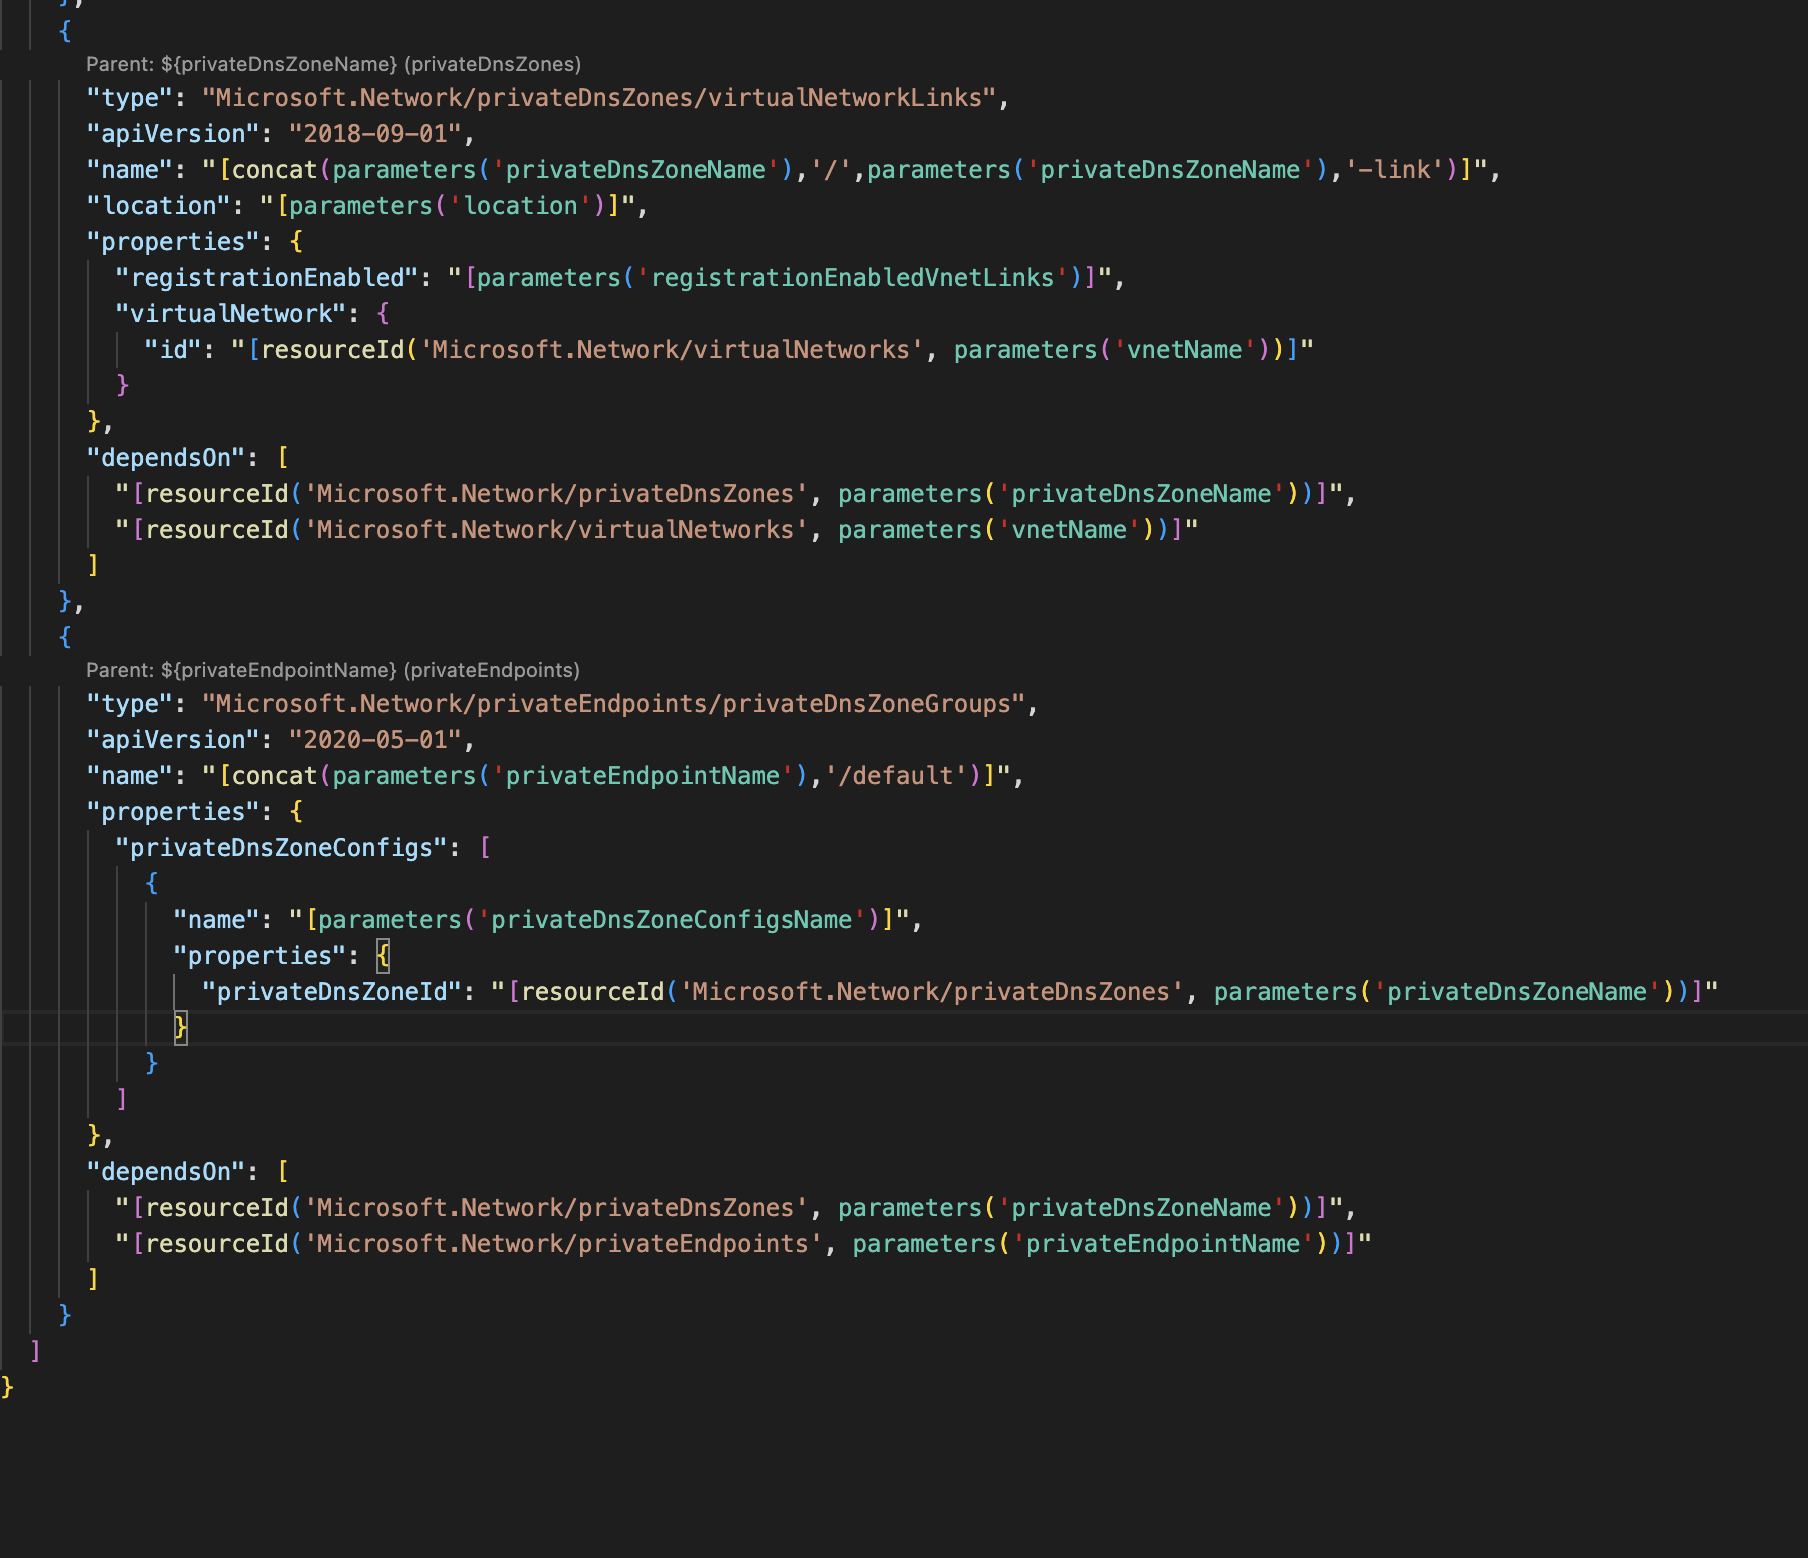 },
{
Parent: ${privateDnsZoneName} (privateDnsZones)
"type": "Microsoft.Network/privateDnsZones/virtualNetworkLinks",
"apiVersion": "2018-09-01",
"name": "[concat(parameters('privateDnsZoneName'),'/',parameters('privateDnsZoneName'),'-link')]",
"location": "[parameters('location')]",
"properties": {
"registrationEnabled": "[parameters('registrationEnabledVnetLinks')]",
"virtualNetwork": {
"id": "[resourceId('Microsoft.Network/virtualNetworks', parameters('vnetName'))]"
}
},
"dependsOn": [
"[resourceId('Microsoft.Network/privateDnsZones', parameters('privateDnsZoneName'))]",
"[resourceId('Microsoft.Network/virtualNetworks', parameters('vnetName'))]"
]
},
{
Parent: ${privateEndpointName} (privateEndpoints)
"type": "Microsoft.Network/privateEndpoints/privateDnsZoneGroups",
"apiVersion": "2020-05-01",
"name": "[concat(parameters('privateEndpointName'),'/default')]",
"properties": {
"privateDnsZoneConfigs": [
{
"name": "[parameters('privateDnsZoneConfigsName')]",
"properties": {
"privateDnsZoneId": "[resourceId('Microsoft.Network/privateDnsZones', parameters('privateDnsZoneName'))]"
}
}
]
},
"dependsOn": [
"[resourceId('Microsoft.Network/privateDnsZones', parameters('privateDnsZoneName'))]",
"[resourceId('Microsoft.Network/privateEndpoints', parameters('privateEndpointName'))]"
]
}
]
}